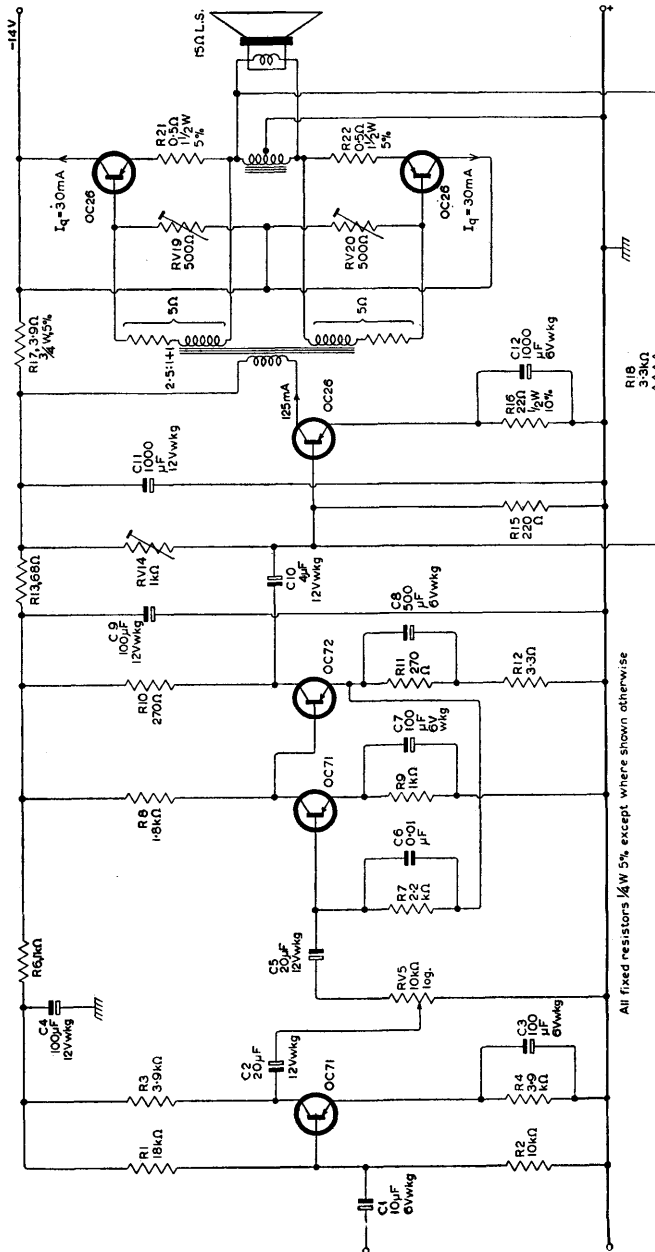 C1
10μF
6Vwkg
R1
18kΩ
R2
10kΩ
R3
3·9kΩ
OC71
R4
3·9
kΩ
C3
100
μF
6Vwkg
C4
100μF
12Vwkg
C2
20μF
12Vwkg
R6,1kΩ
RV5
10kΩ
log.
C5
20μF
12Vwkg
R7
2·2
kΩ
C6
0·01
μF
R8
1·8kΩ
OC71
R9
1kΩ
C7
100
μF
6V
wkg
R10
270Ω
OC72
R11
270
Ω
C8
500
μF
6Vwkg
R12
3·3Ω
C9
100μF
12Vwkg
R13,68Ω
C10
4μF
12Vwkg
RV14
1kΩ
R15
220
Ω
C11
1000
μF
12Vwkg
125mA
OC26
R16
22Ω
½W
10%
C12
1000
μF
6Vwkg
R17, 3·9Ω
¾W,5%
2·5:1+1
5Ω
5Ω
RV19
500Ω
RV20
500Ω
Iq=30mA
OC26
R21
0·5Ω
1½W
5%
R22
0·5Ω
1½W
5%
OC26
Iq=30mA
15Ω L.S.
−14V
+
R18
3·3kΩ
All fixed resistors ¼W 5% except where shown otherwise